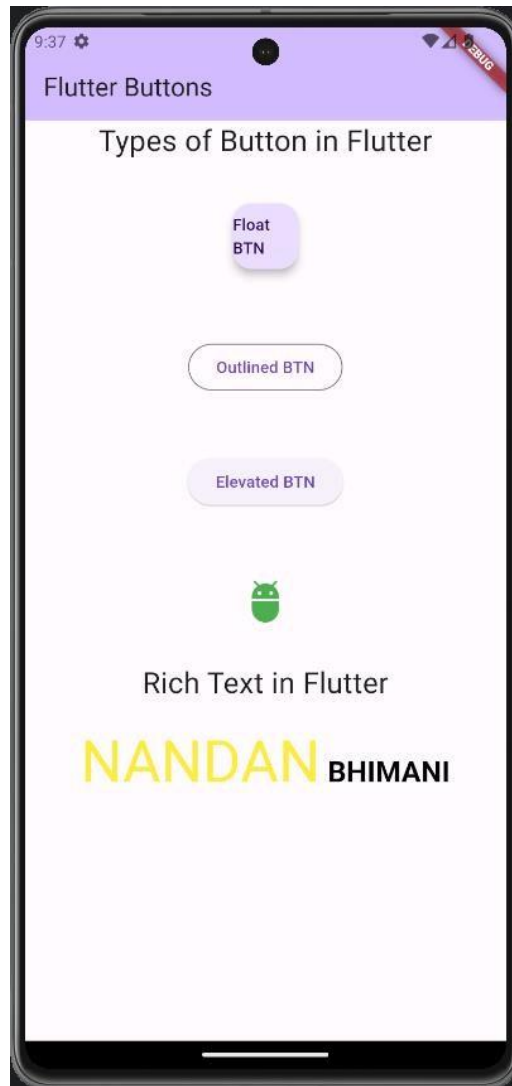 9:37
DEBUG
Flutter Buttons
Types of Button in Flutter
Float
BTN
Outlined BTN
Elevated BTN
Rich Text in Flutter
NANDAN BHIMANI